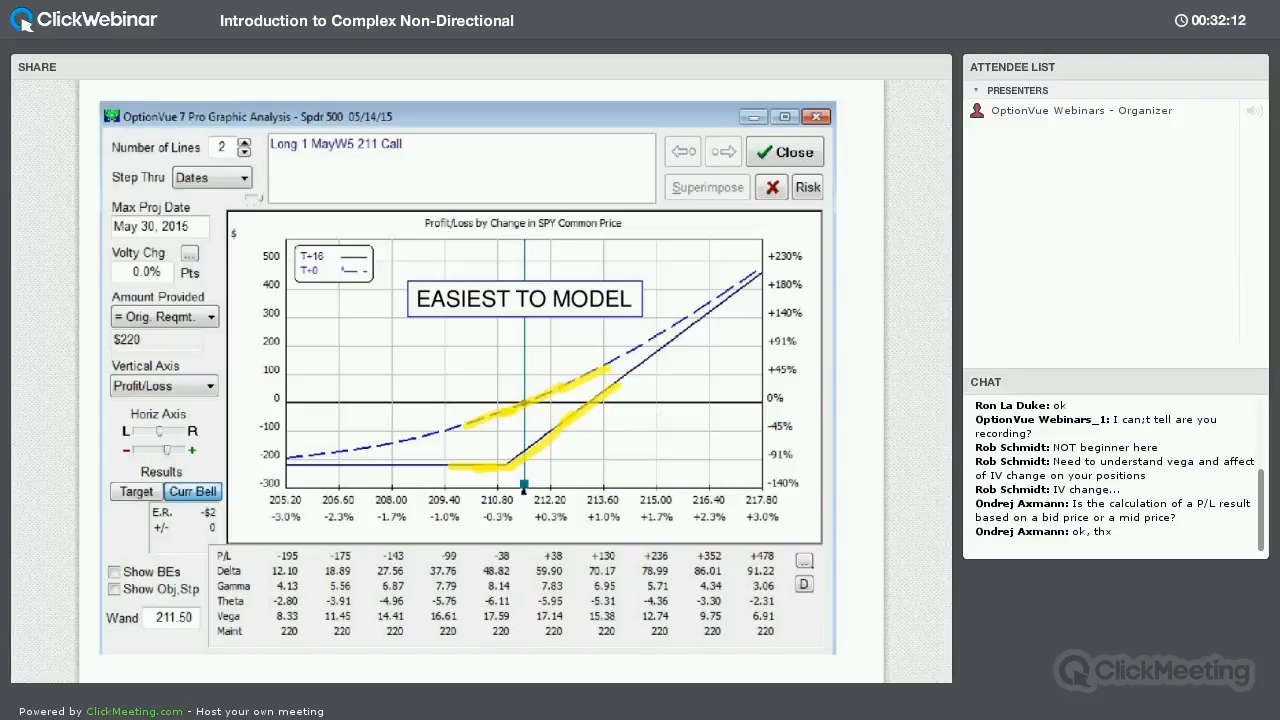 ClickWebinar
Introduction to Complex Non-Directional
00:32:12
SHARE
OptionVue 7 Pro Graphic Analysis - Spdr 500 05/14/15
Number of Lines 2
Long 1 MayW5 211 Call
Close
Step Thru Dates
Superimpose
Risk
Max Proj Date
May 30, 2015
Volty Chg ...
0.0% Pts
Amount Provided
= Orig. Reqmt.
$220
Vertical Axis
Profit/Loss
Horiz Axis
L R
- +
Results
Target Curr Bell
E.R. -$2
+/- 0
Show BEs
Show Obj,Stp
Wand 211.50
Profit/Loss by Change in SPY Common Price
$
T+16
T+0
EASIEST TO MODEL
500 +230%
400 +180%
300 +140%
200 +91%
100 +45%
0 0%
-100 -45%
-200 -91%
-300 -140%
205.20 206.60 208.00 209.40 210.80 212.20 213.60 215.00 216.40 217.80
-3.0% -2.3% -1.7% -1.0% -0.3% +0.3% +1.0% +1.7% +2.3% +3.0%
P/L -195 -175 -143 -99 -38 +38 +130 +236 +352 +478
Delta 12.10 18.89 27.56 37.76 48.82 59.90 70.17 78.99 86.01 91.22
Gamma 4.13 5.56 6.87 7.79 8.14 7.83 6.95 5.71 4.34 3.06
Theta -2.80 -3.91 -4.96 -5.76 -6.11 -5.95 -5.31 -4.36 -3.30 -2.31
Vega 8.33 11.45 14.41 16.61 17.59 17.14 15.38 12.74 9.75 6.91
Maint 220 220 220 220 220 220 220 220 220 220
...
D
ATTENDEE LIST
PRESENTERS
OptionVue Webinars - Organizer
CHAT
Ron La Duke: ok
OptionVue Webinars_1: I can;t tell are you
recording?
Rob Schmidt: NOT beginner here
Rob Schmidt: Need to understand vega and affect
of IV change on your positions
Rob Schmidt: IV change...
Ondrej Axmann: Is the calculation of a P/L result
based on a bid price or a mid price?
Ondrej Axmann: ok, thx
ClickMeeting
Powered by ClickMeeting.com - Host your own meeting